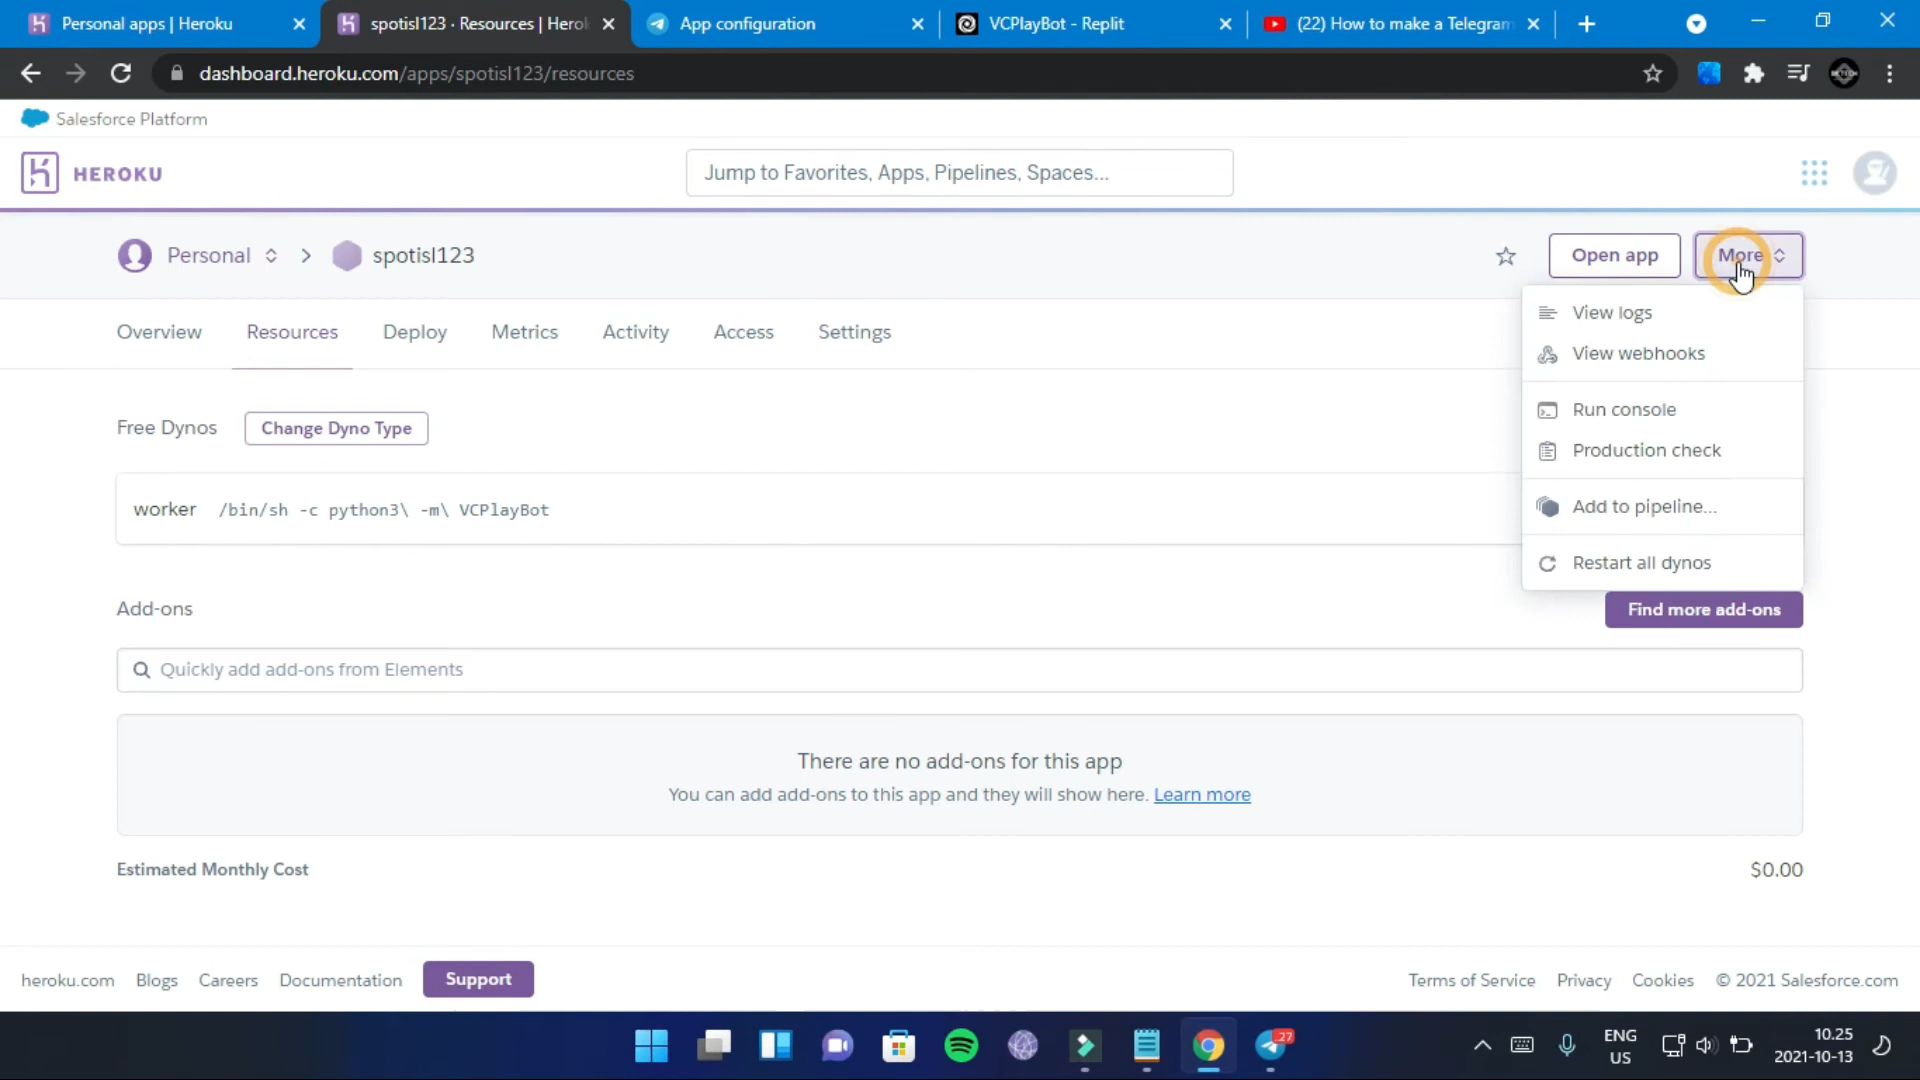 Personal apps | Heroku
spotisl123 · Resources | Herok
App configuration
VCPlayBot - Replit
(22) How to make a Telegram
dashboard.heroku.com/apps/spotisl123/resources
Salesforce Platform
HEROKU
Jump to Favorites, Apps, Pipelines, Spaces...
Personal
spotisl123
Open app
More
Overview
Resources
Deploy
Metrics
Activity
Access
Settings
View logs
View webhooks
Run console
Production check
Add to pipeline...
Restart all dynos
Free Dynos
Change Dyno Type
worker /bin/sh -c python3\ -m\ VCPlayBot
Add-ons
Find more add-ons
Quickly add add-ons from Elements
There are no add-ons for this app
You can add add-ons to this app and they will show here. Learn more
Estimated Monthly Cost
$0.00
heroku.com
Blogs
Careers
Documentation
Support
Terms of Service
Privacy
Cookies
© 2021 Salesforce.com
27
ENG
US
10.25
2021-10-13